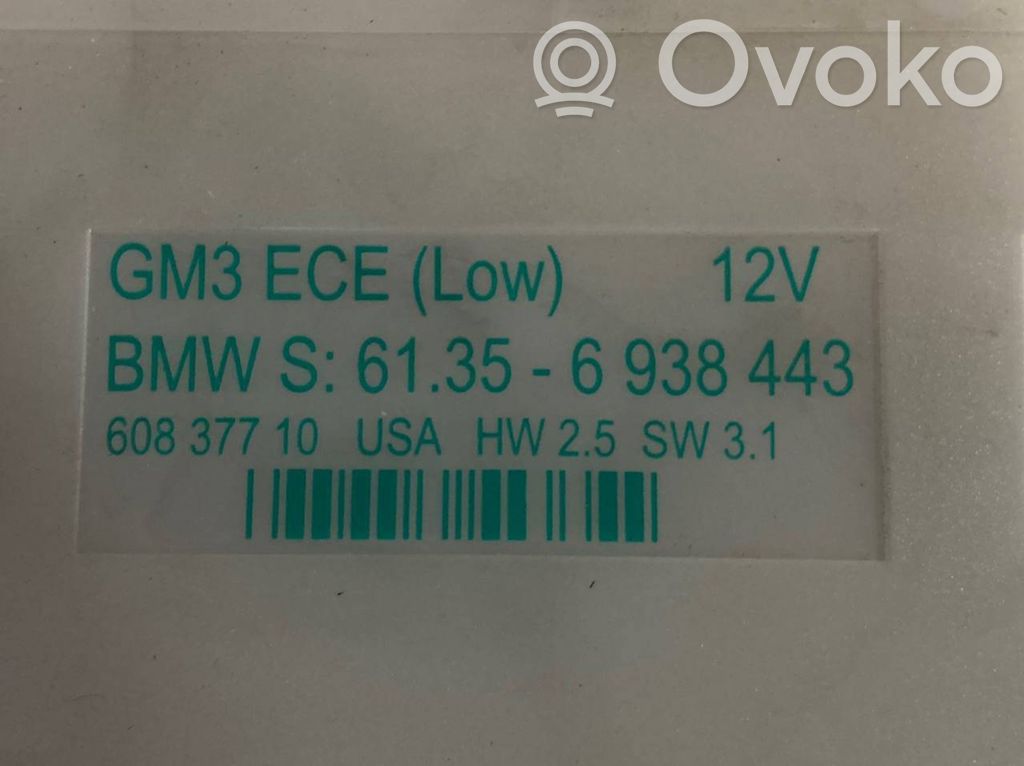 Ovoko
GM3 ECE (Low) 12V
BMW S: 61.35 - 6 938 443
608 377 10 USA HW 2.5 SW 3.1